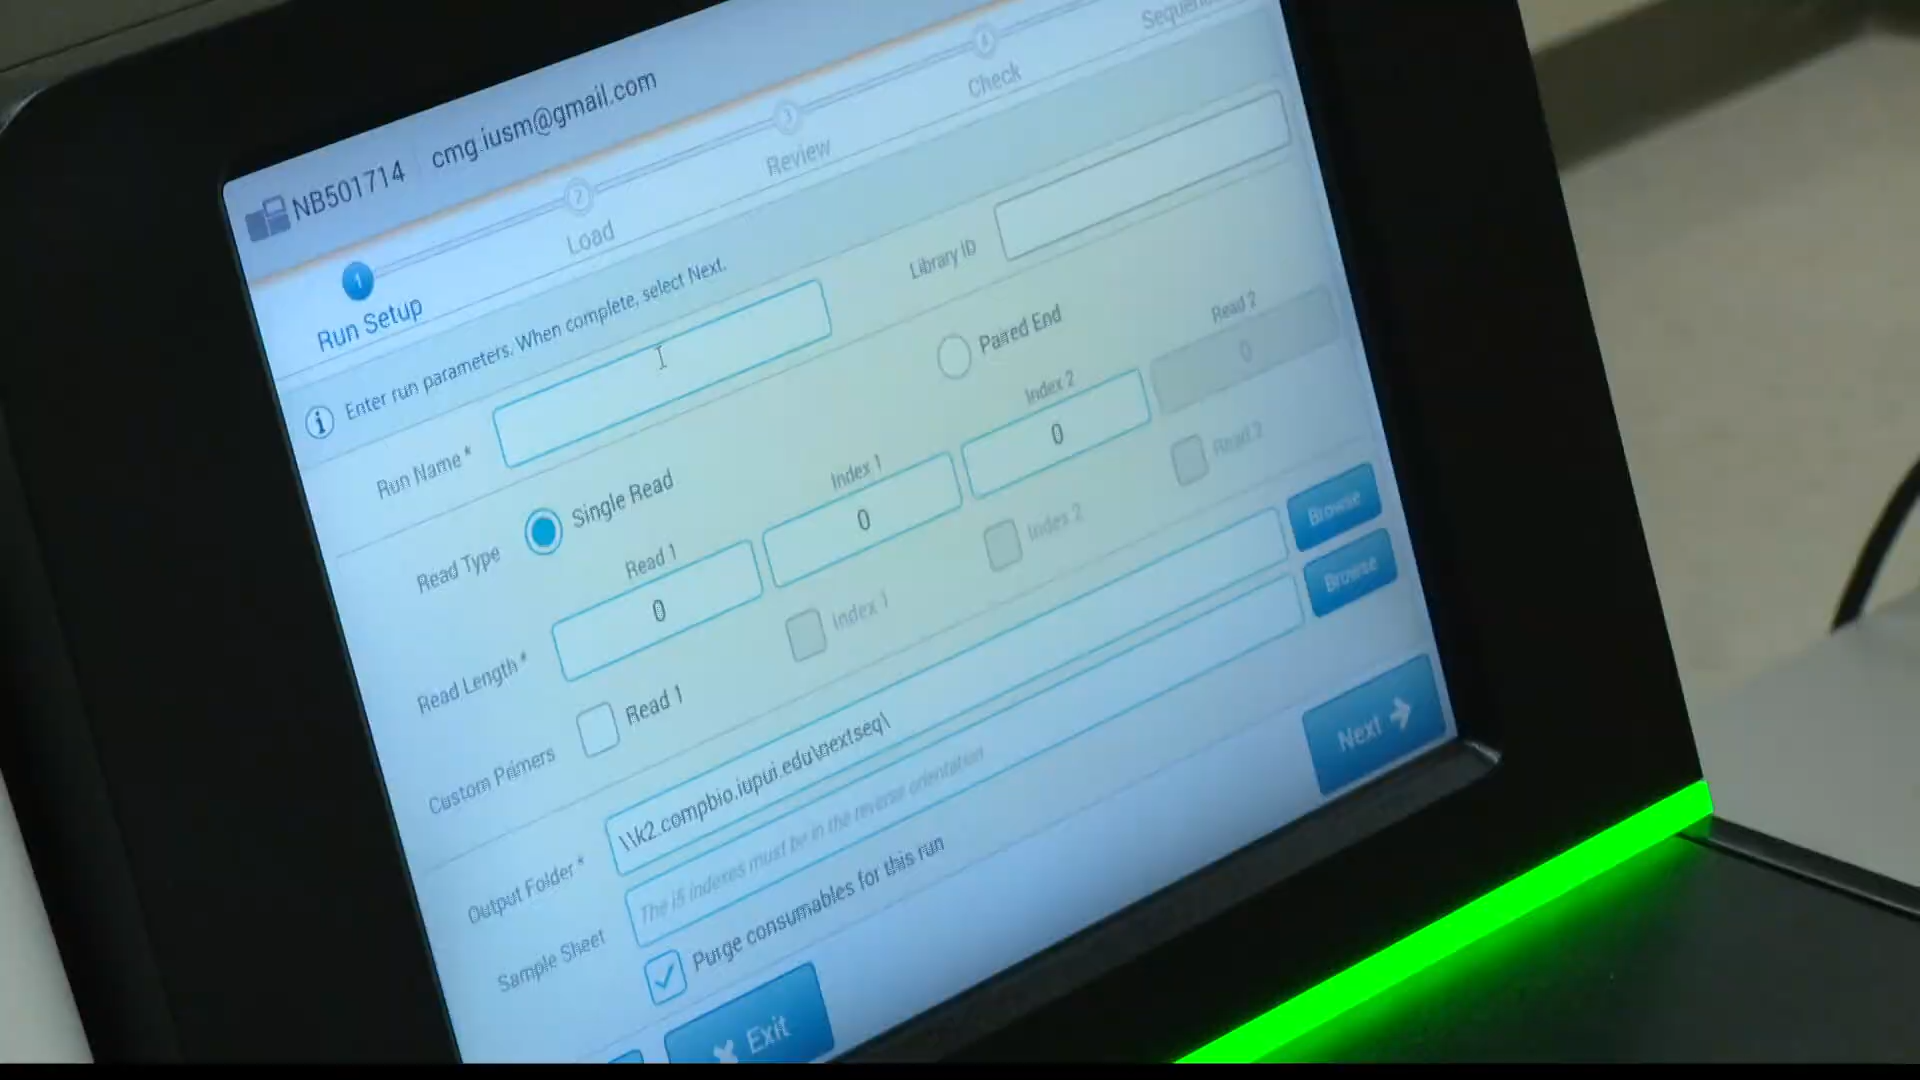 NB501714 cmg.iusm@gmail.com
1 2 3 4
Run Setup Load Review Check
Enter run parameters. When complete, select Next.
Run Name * Library ID
Read Type Single Read Paired End
Read 1 Index 1 Index 2 Read 2
Read Length * 0 0 0 0
Custom Primers Read 1 Index 1 Index 2 Read 2
Output Folder * \\k2.compbio.iupui.edu\nextseq\ Browse
Sample Sheet The i5 indexes must be in the reverse orientation Browse
Purge consumables for this run
Exit Next